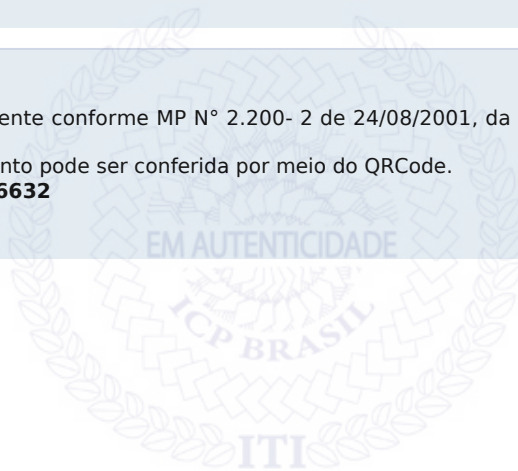 ente conforme MP N° 2.200- 2 de 24/08/2001, da
nto pode ser conferida por meio do QRCode.
6632
EM AUTENTICIDADE
ICP BRASIL
ITI